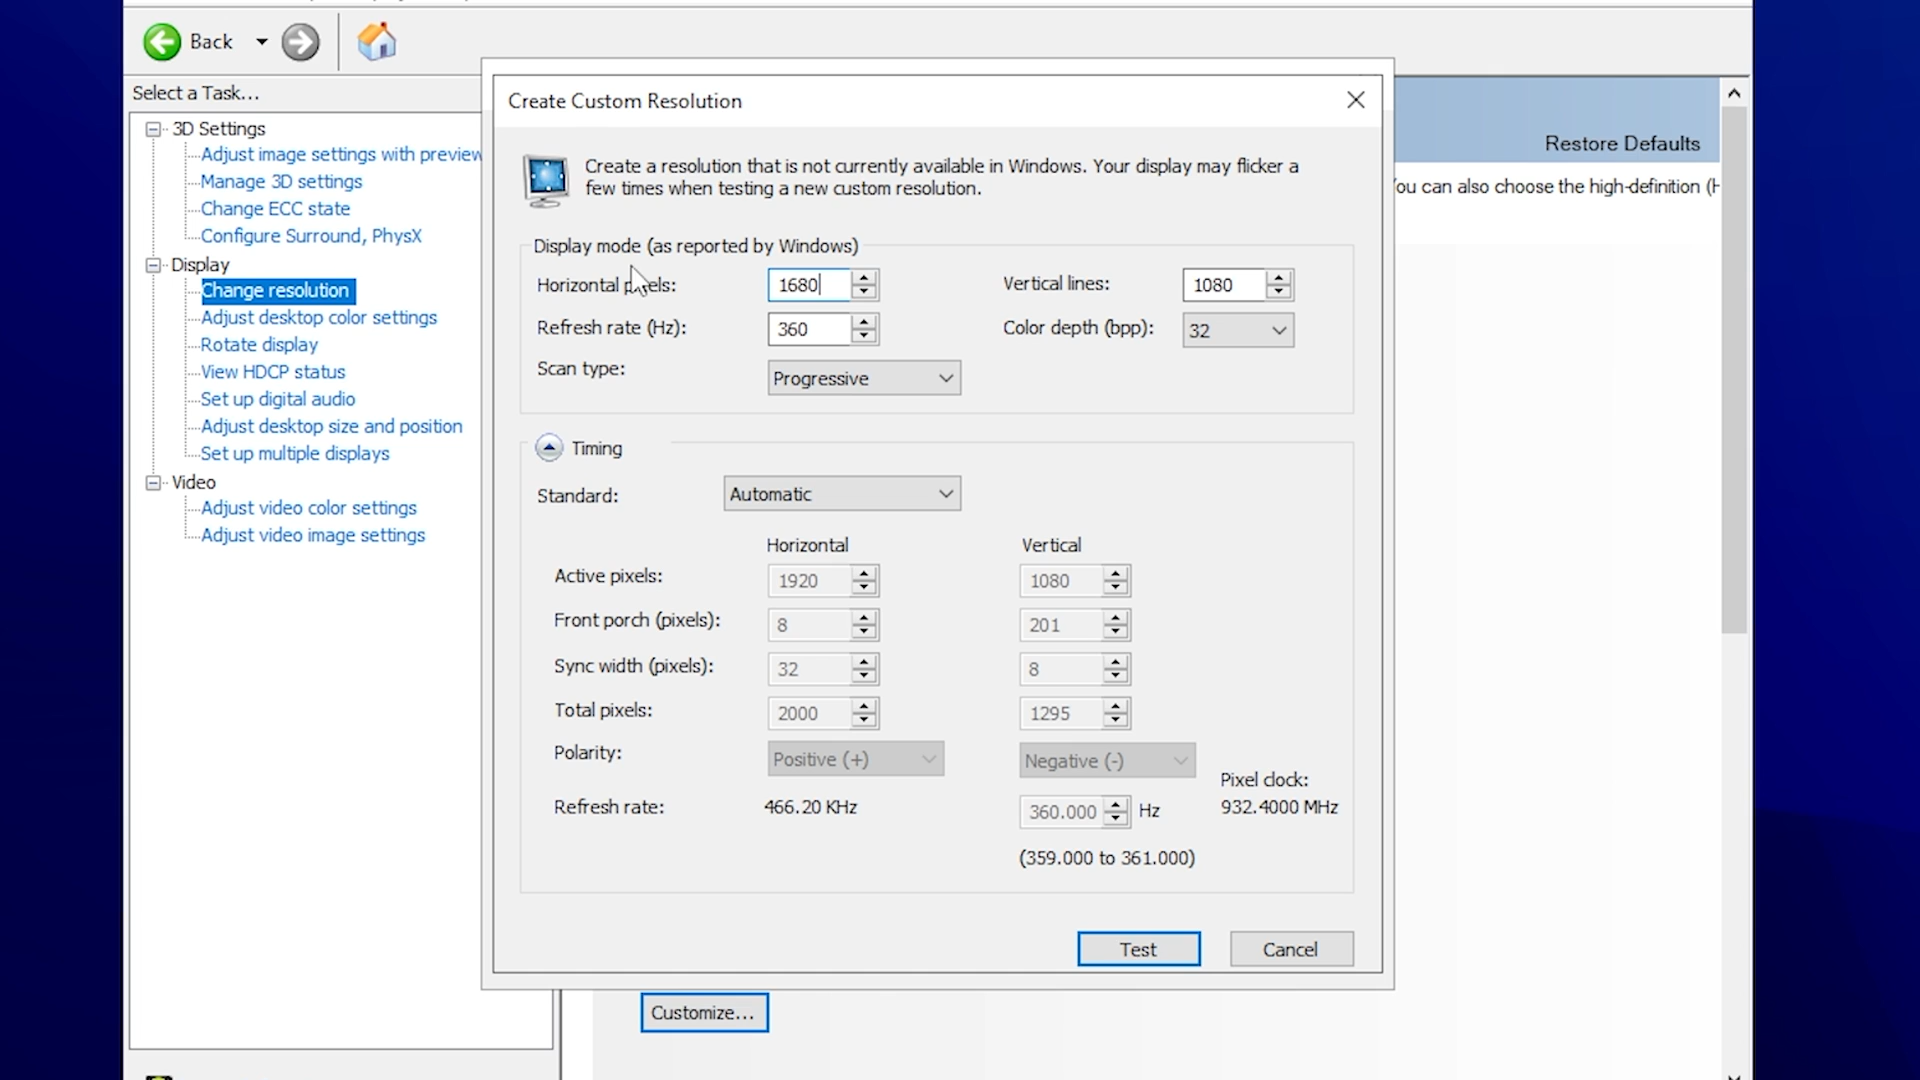 Back
Select a Task...
3D Settings
Adjust image settings with preview
Manage 3D settings
Change ECC state
Configure Surround, PhysX
Display
Change resolution
Adjust desktop color settings
Rotate display
View HDCP status
Set up digital audio
Adjust desktop size and position
Set up multiple displays
Video
Adjust video color settings
Adjust video image settings
Restore Defaults
You can also choose the high-definition (H
Create Custom Resolution
Create a resolution that is not currently available in Windows. Your display may flicker a
few times when testing a new custom resolution.
Display mode (as reported by Windows)
Horizontal pixels: 1680 Vertical lines: 1080
Refresh rate (Hz): 360 Color depth (bpp): 32
Scan type: Progressive
Timing
Standard: Automatic
Horizontal Vertical
Active pixels: 1920 1080
Front porch (pixels): 8 201
Sync width (pixels): 32 8
Total pixels: 2000 1295
Polarity: Positive (+) Negative (-)
Pixel clock:
Refresh rate: 466.20 KHz 360.000 Hz 932.4000 MHz
(359.000 to 361.000)
Test Cancel
Customize...